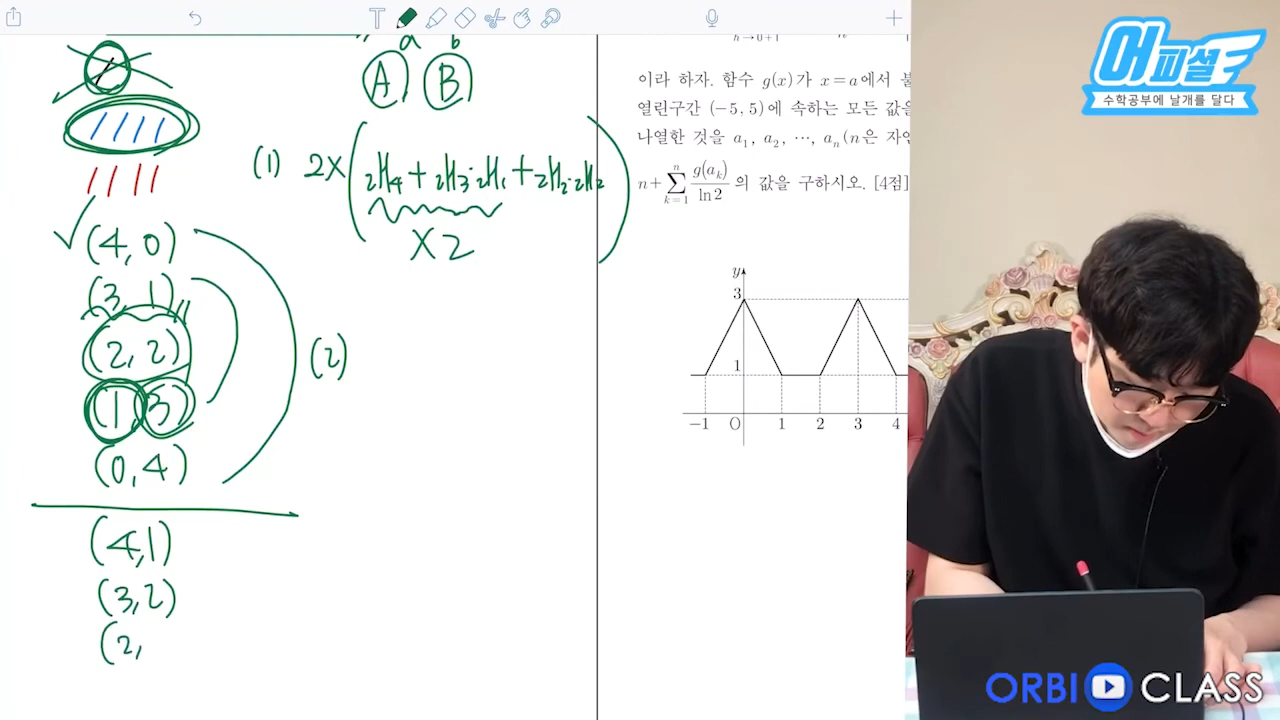 a b
A B
(1) 2× ( ₂H₄ + ₂H₃·₂H₁ + ₂H₂·₂H₂ )
×2
(4, 0)
(3, 1)
(2, 2)
(1, 3)
(0, 4)
(2)
(4, 1)
(3, 2)
(2,
h→0+
이라 하자. 함수 g(x)가 x=a에서 불
열린구간 (−5, 5)에 속하는 모든 값을
나열한 것을 a₁, a₂, ⋯, aₙ(n은 자연
n+ ∑ₖ₌₁ⁿ g(aₖ)/ln2 의 값을 구하시오. [4점]
y
3
1
−1 O 1 2 3 4
어피셜
수학공부에 날개를 달다
ORBI CLASS